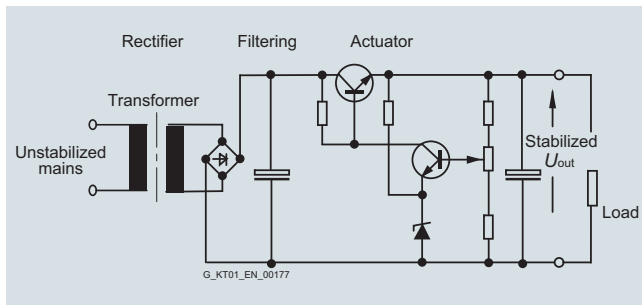 Rectifier
Filtering
Actuator
Transformer
Unstabilized
mains
Stabilized
Uout
Load
G_KT01_EN_00177